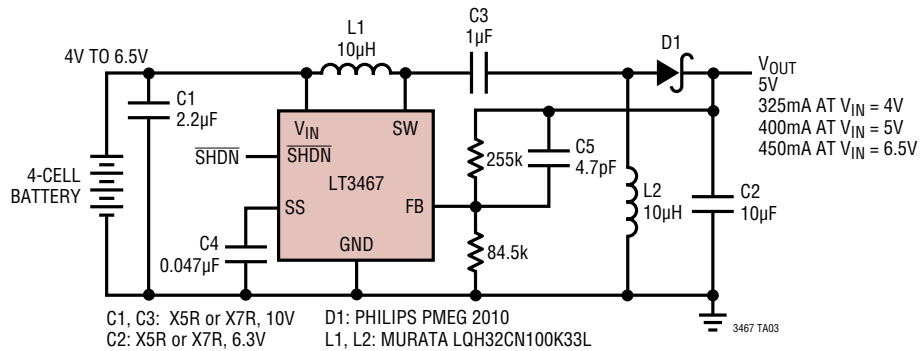 4V TO 6.5V
C1
2.2µF
4-CELL
BATTERY
L1
10µH
C3
1µF
D1
VOUT
5V
325mA AT VIN = 4V
400mA AT VIN = 5V
450mA AT VIN = 6.5V
VIN
SW
SHDN
SHDN
LT3467
SS
FB
GND
C4
0.047µF
255k
C5
4.7pF
84.5k
L2
10µH
C2
10µF
C1, C3: X5R or X7R, 10V
C2: X5R or X7R, 6.3V
D1: PHILIPS PMEG 2010
L1, L2: MURATA LQH32CN100K33L
3467 TA03